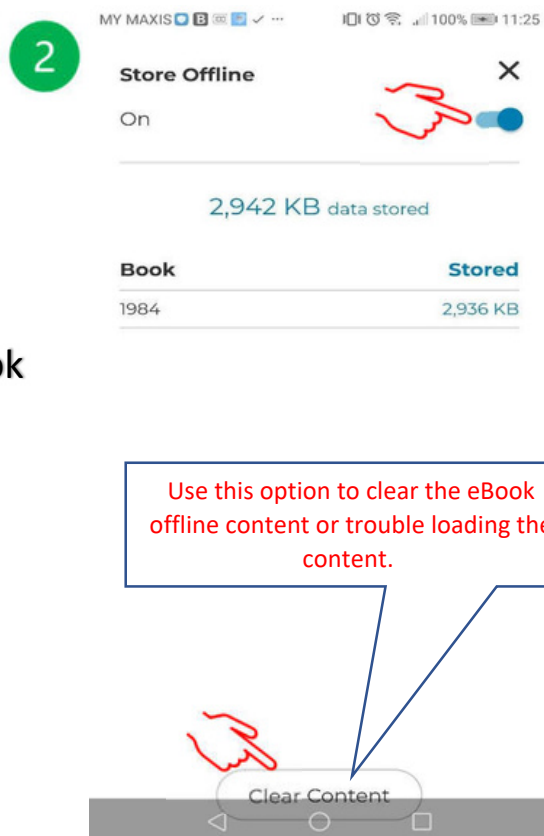 MY MAXIS B ... 100% 11:25
2
Store Offline
On
2,942 KB data stored
Book Stored
1984 2,936 KB
ok
Use this option to clear the eBook
offline content or trouble loading the
content.
Clear Content